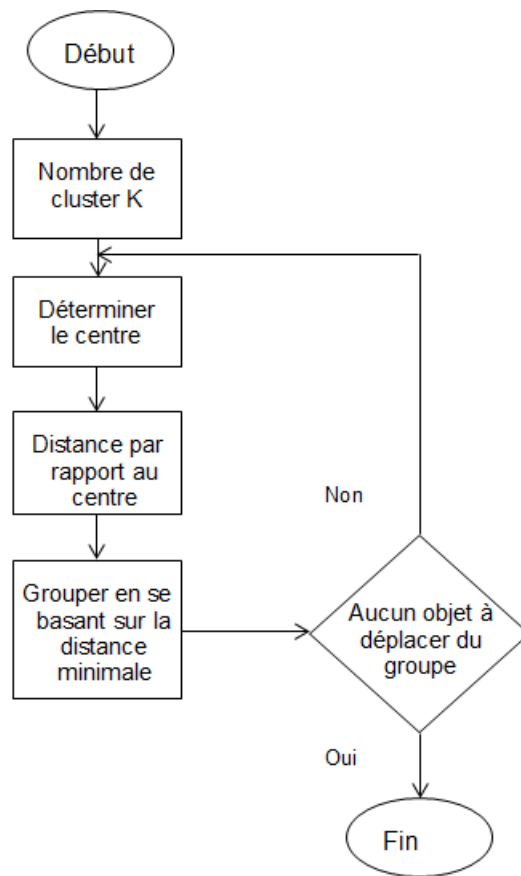 Début
Nombre de
cluster K
Déterminer
le centre
Distance par
rapport au
centre
Grouper en se
basant sur la
distance
minimale
Non
Aucun objet à
déplacer du
groupe
Oui
Fin